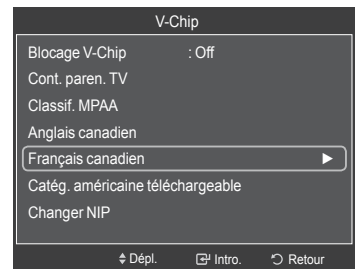 V-Chip
Blocage V-Chip : Off
Cont. paren. TV
Classif. MPAA
Anglais canadien
Français canadien ►
Catég. américaine téléchargeable
Changer NIP
Dépl. Intro. Retour